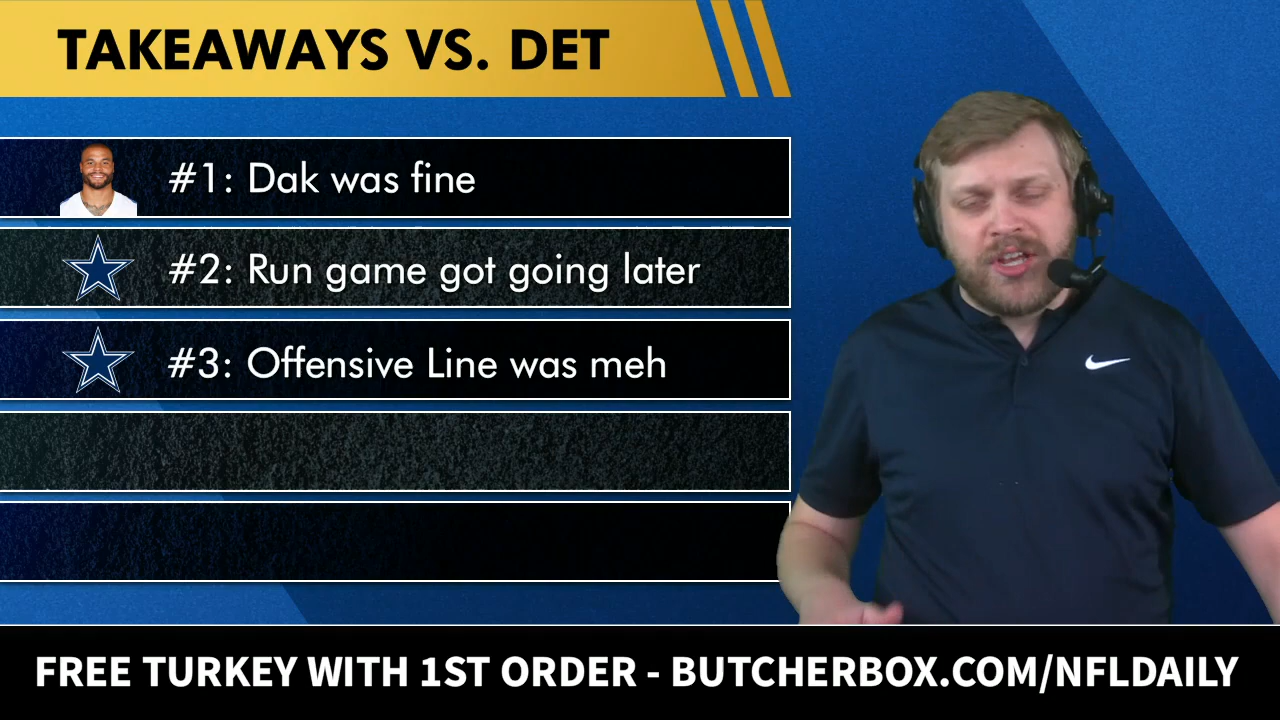 TAKEAWAYS VS. DET
#1: Dak was fine
#2: Run game got going later
#3: Offensive Line was meh
FREE TURKEY WITH 1ST ORDER - BUTCHERBOX.COM/NFLDAILY